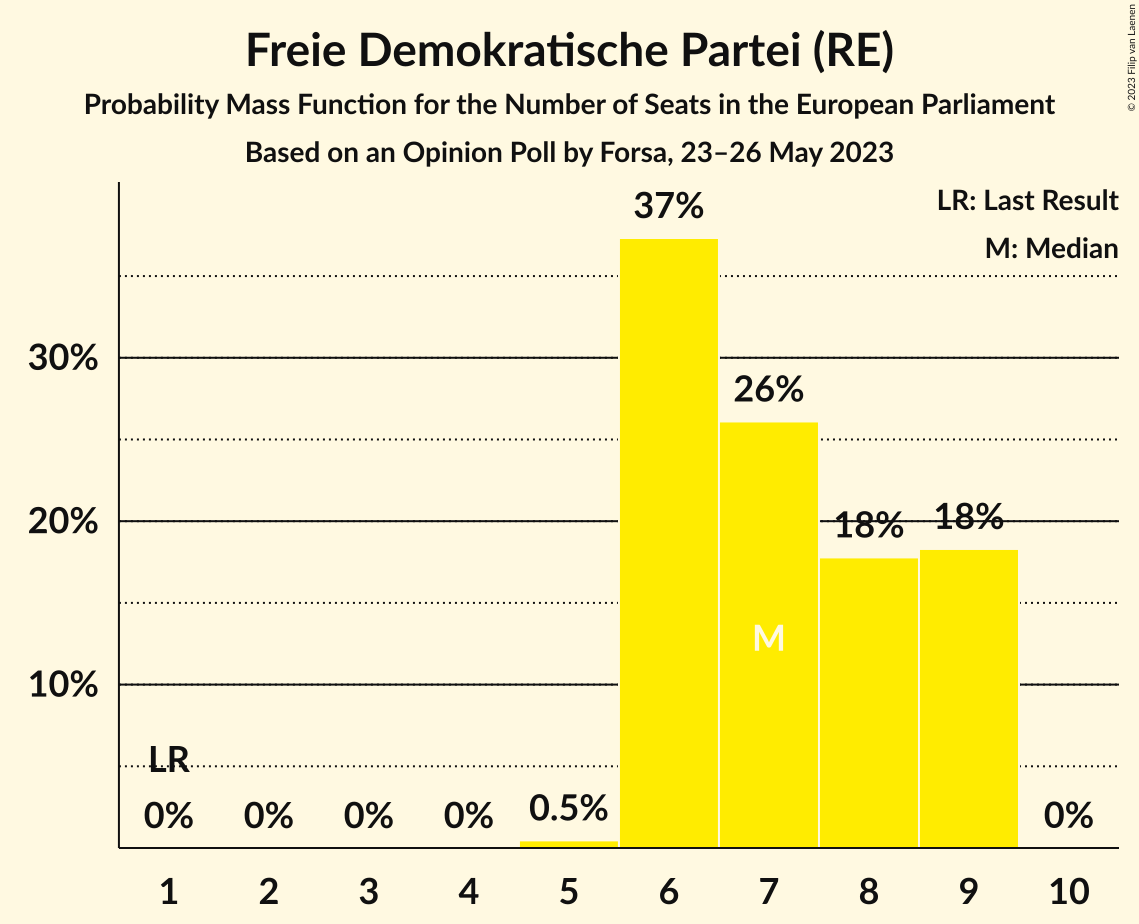 Freie Demokratische Partei (RE)
Probability Mass Function for the Number of Seats in the European Parliament
Based on an Opinion Poll by Forsa, 23–26 May 2023
© 2023 Filip van Laenen
LR: Last Result
M: Median
37%
30%
26%
20%
18%
18%
M
10%
LR
0%
0%
0%
0%
0.5%
0%
1
2
3
4
5
6
7
8
9
10